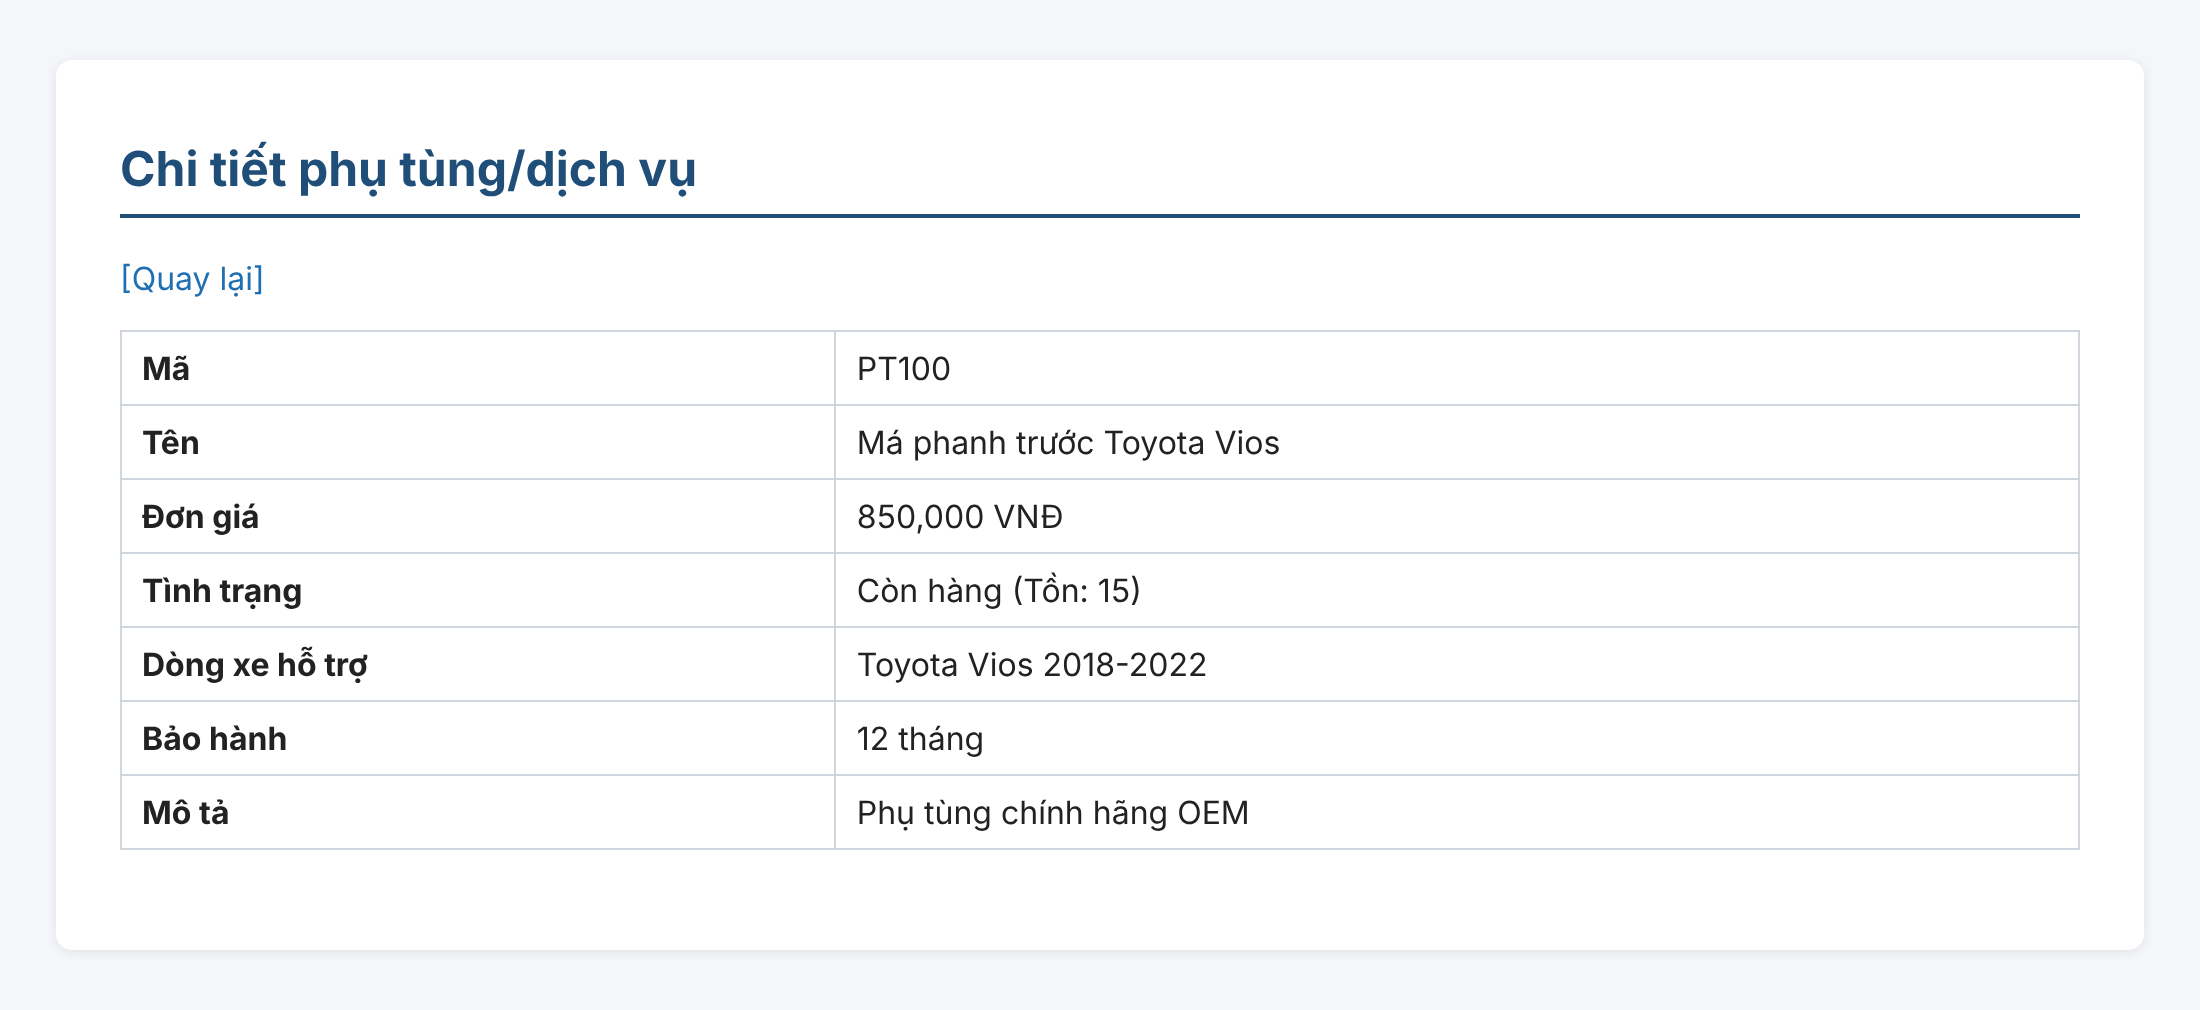 Chi tiết phụ tùng/dịch vụ
[Quay lại]
Mã PT100
Tên Má phanh trước Toyota Vios
Đơn giá 850,000 VNĐ
Tình trạng Còn hàng (Tồn: 15)
Dòng xe hỗ trợ Toyota Vios 2018-2022
Bảo hành 12 tháng
Mô tả Phụ tùng chính hãng OEM